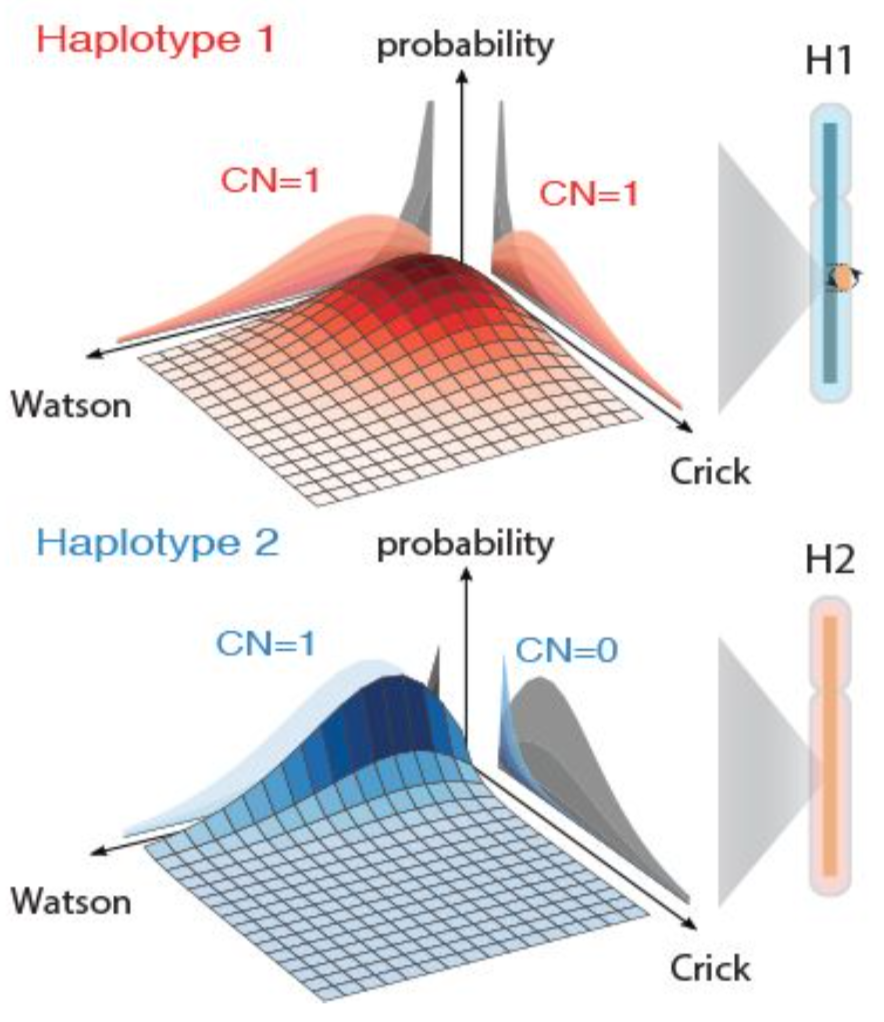 Haplotype 1
probability
H1
CN=1
CN=1
Watson
Crick
Haplotype 2
probability
H2
CN=1
CN=0
Watson
Crick